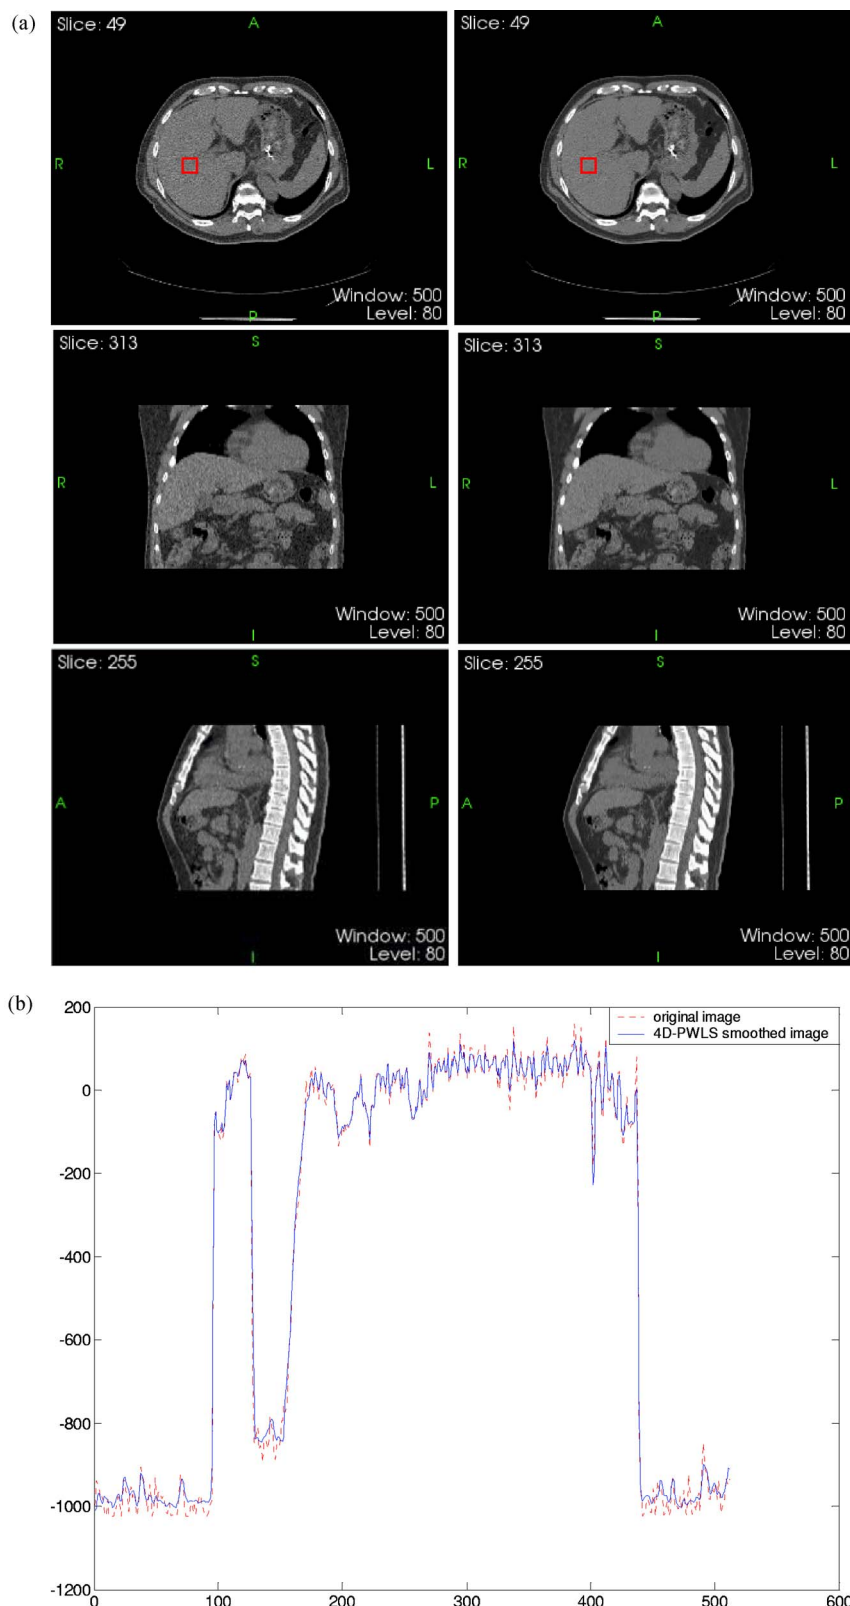 (a)
Slice: 49
A
R
L
Window: 500
Level: 80
P
Slice: 49
A
R
L
Window: 500
Level: 80
P
Slice: 313
S
R
L
Window: 500
Level: 80
I
Slice: 313
S
R
L
Window: 500
Level: 80
I
Slice: 255
S
A
P
Window: 500
Level: 80
I
Slice: 255
S
A
P
Window: 500
Level: 80
I
(b)
original image
4D-PWLS smoothed image
200
0
-200
-400
-600
-800
-1000
-1200
0
100
200
300
400
500
600